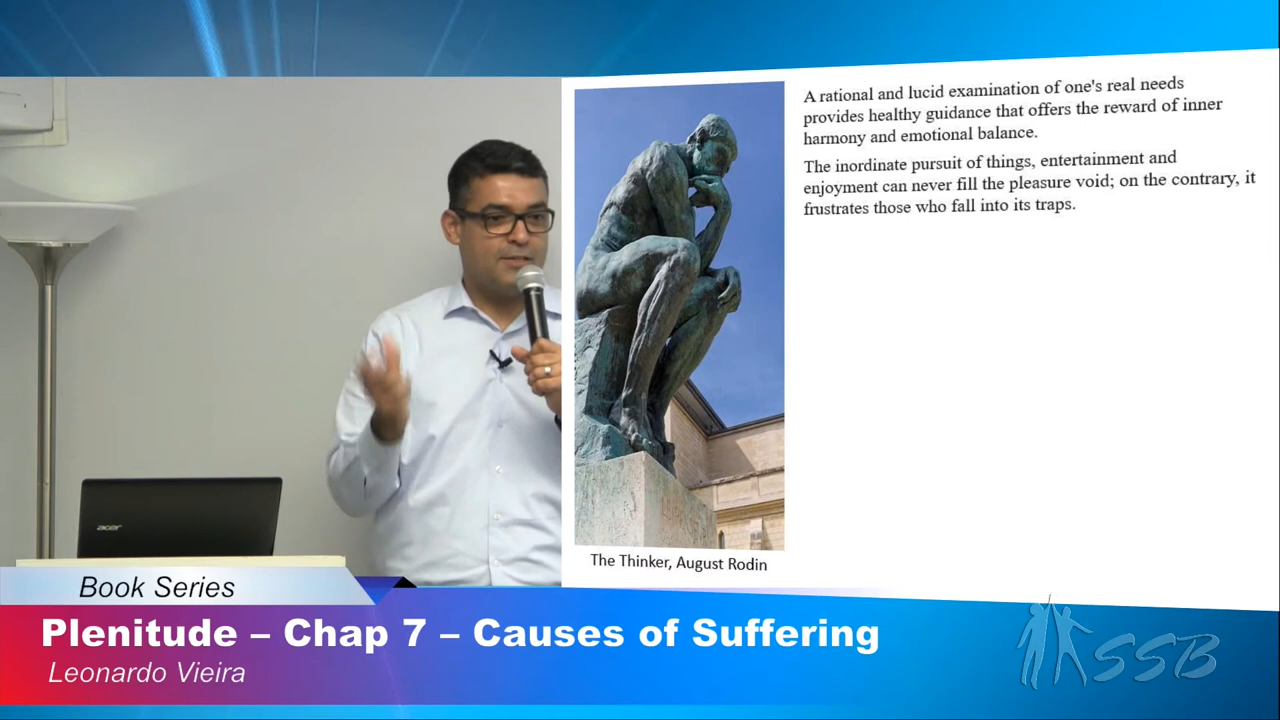 A rational and lucid examination of one's real needs
provides healthy guidance that offers the reward of inner
harmony and emotional balance.
The inordinate pursuit of things, entertainment and
enjoyment can never fill the pleasure void; on the contrary, it
frustrates those who fall into its traps.
acer
The Thinker, August Rodin
Book Series
Plenitude – Chap 7 – Causes of Suffering
Leonardo Vieira
SSB